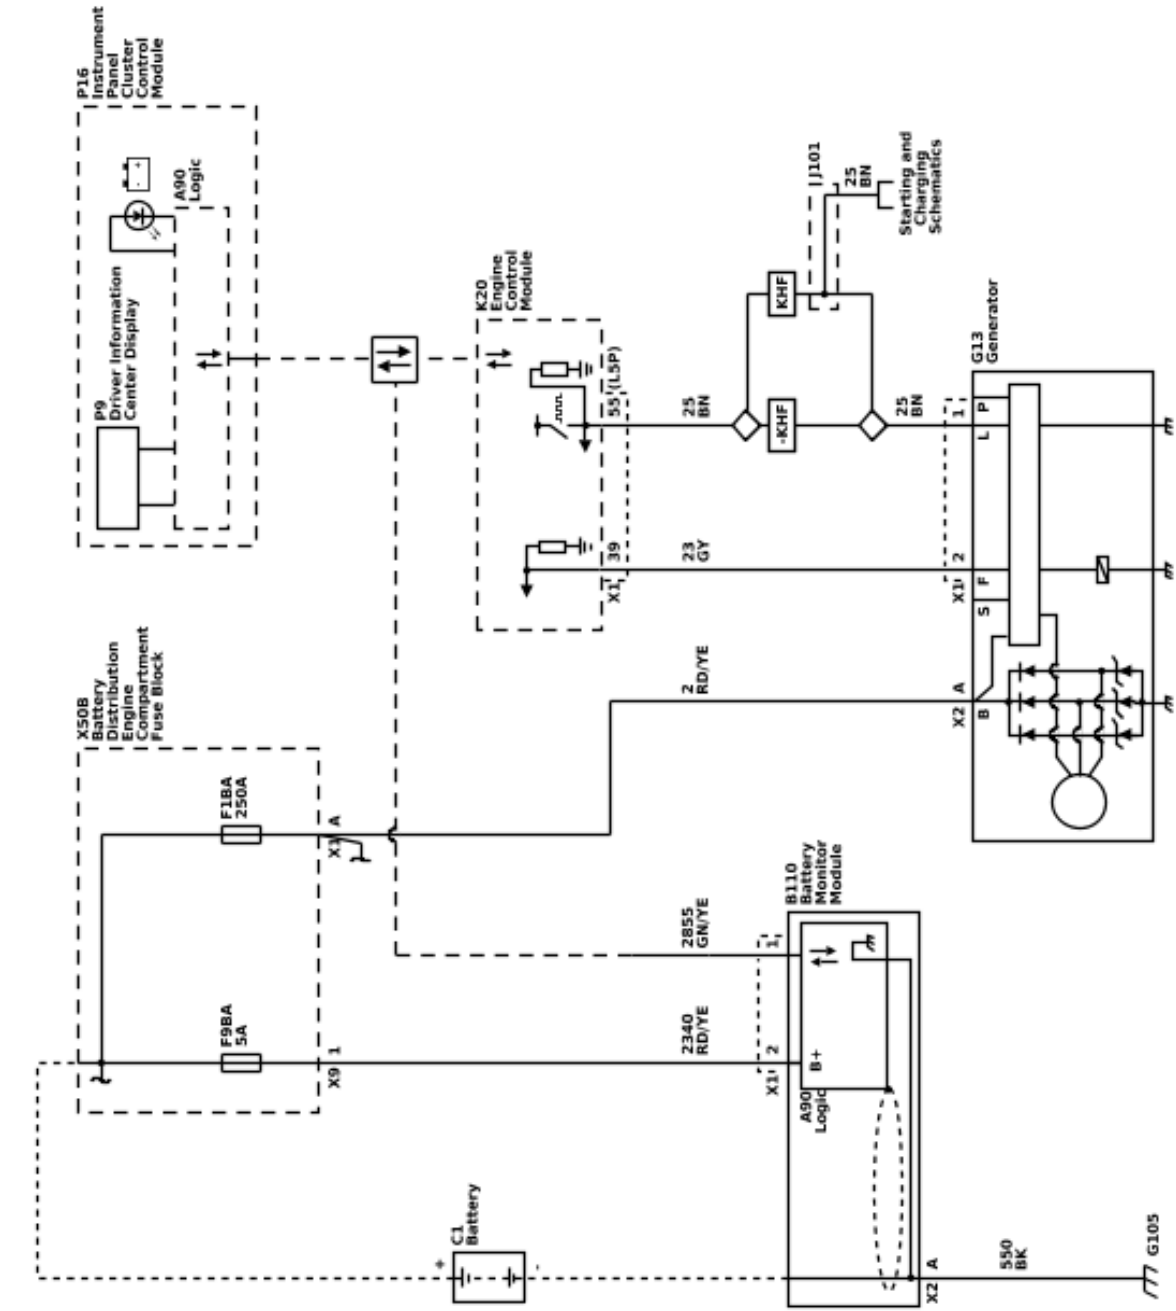 P16
Instrument
Panel
Cluster
Control
Module
P9
Driver Information
Center Display
A90
Logic
- +
K20
Engine
Control
Module
X1
39
55
(L5P)
23
GY
25
BN
KHF
-KHF
J101
25
BN
Starting and
Charging
Schematics
25
BN
G13
Generator
X1
2
1
S
F
L
P
X2
A
B
2
RD/YE
X50B
Battery
Distribution
Engine
Compartment
Fuse Block
F1BA
250A
X1
A
F9BA
5A
X9
1
2340
RD/YE
2855
GN/YE
B110
Battery
Monitor
Module
X1
2
1
B+
A90
Logic
C1
Battery
+
-
X2
A
550
BK
G105